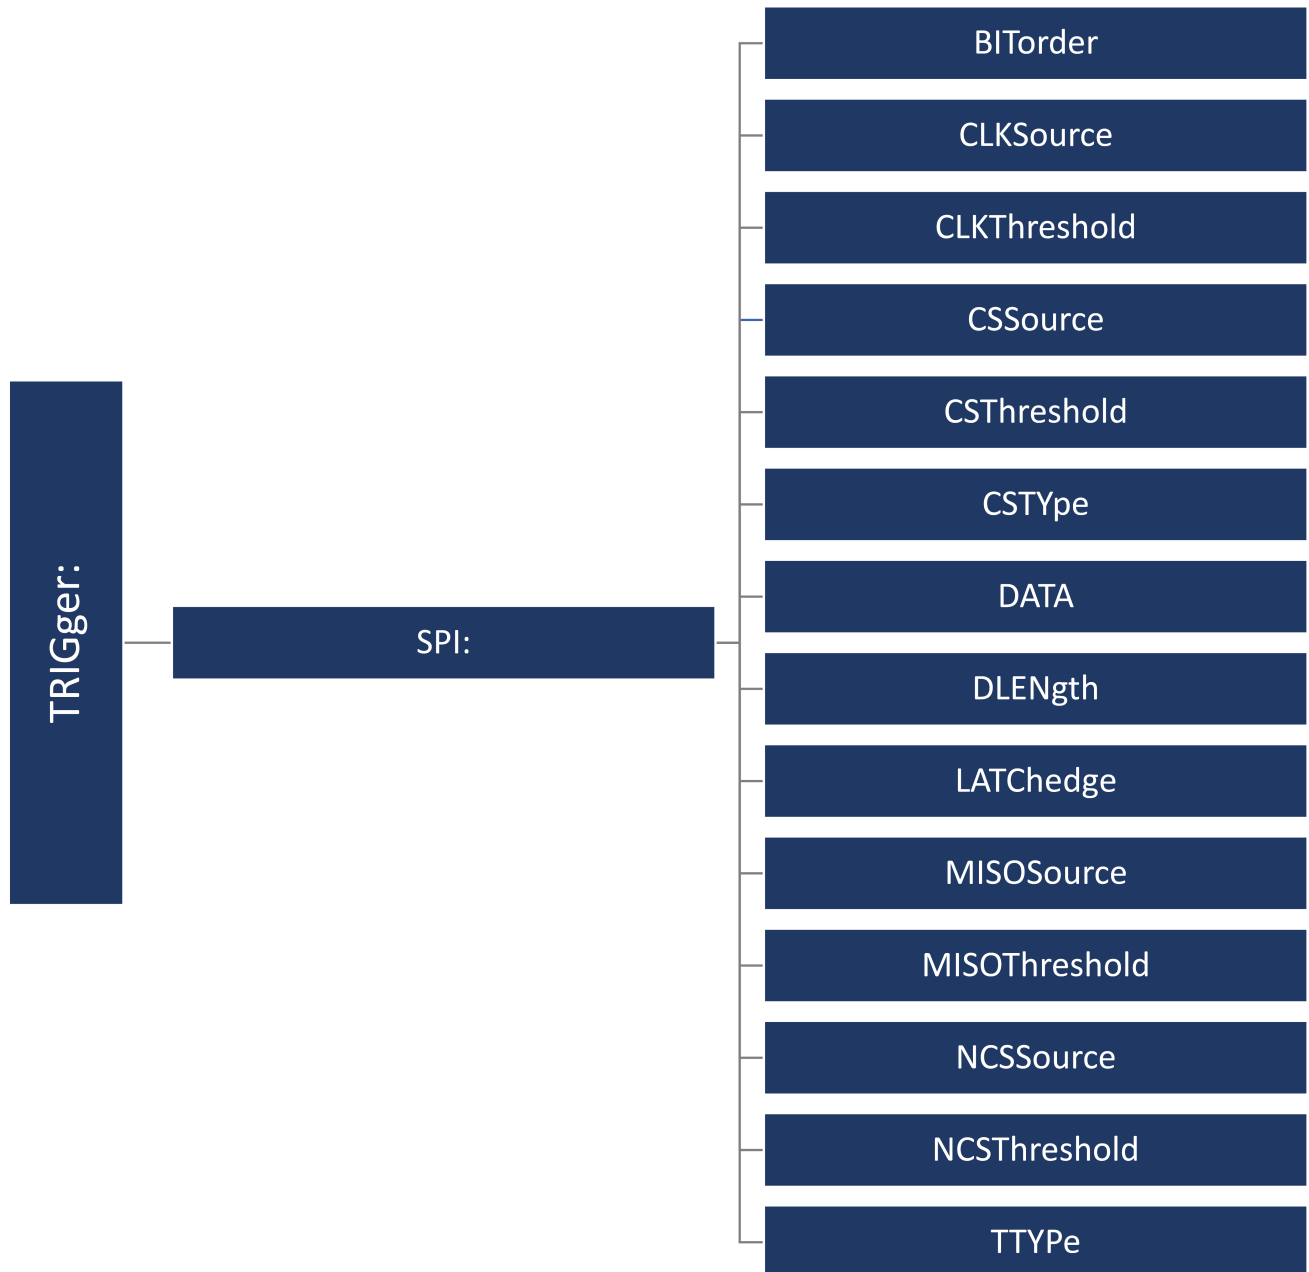 TRIGger:
SPI:
BITorder
CLKSource
CLKThreshold
CSSource
CSThreshold
CSTYpe
DATA
DLENgth
LATChedge
MISOSource
MISOThreshold
NCSSource
NCSThreshold
TTYPe